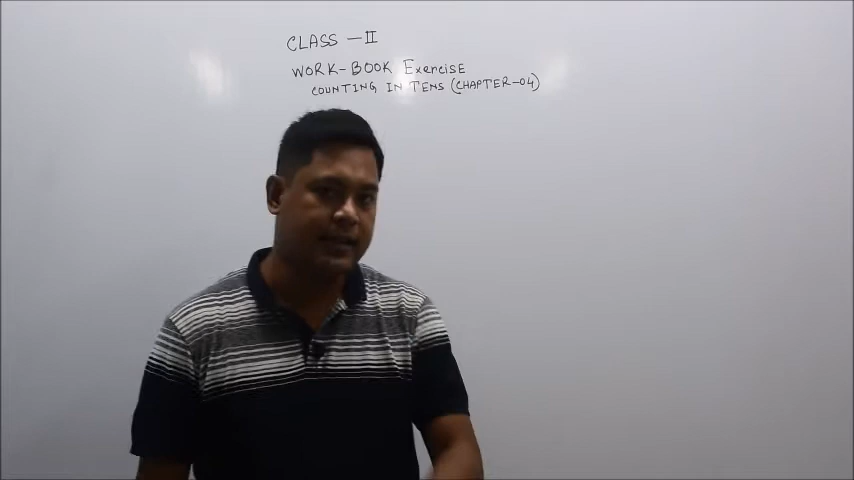 CLASS - II
WORK-BOOK Exercise
COUNTING IN TENS (CHAPTER-04)